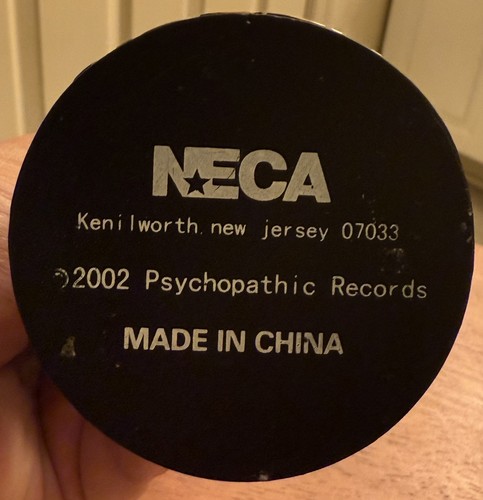 NECA
Kenilworth new jersey 07033
©2002 Psychopathic Records
MADE IN CHINA